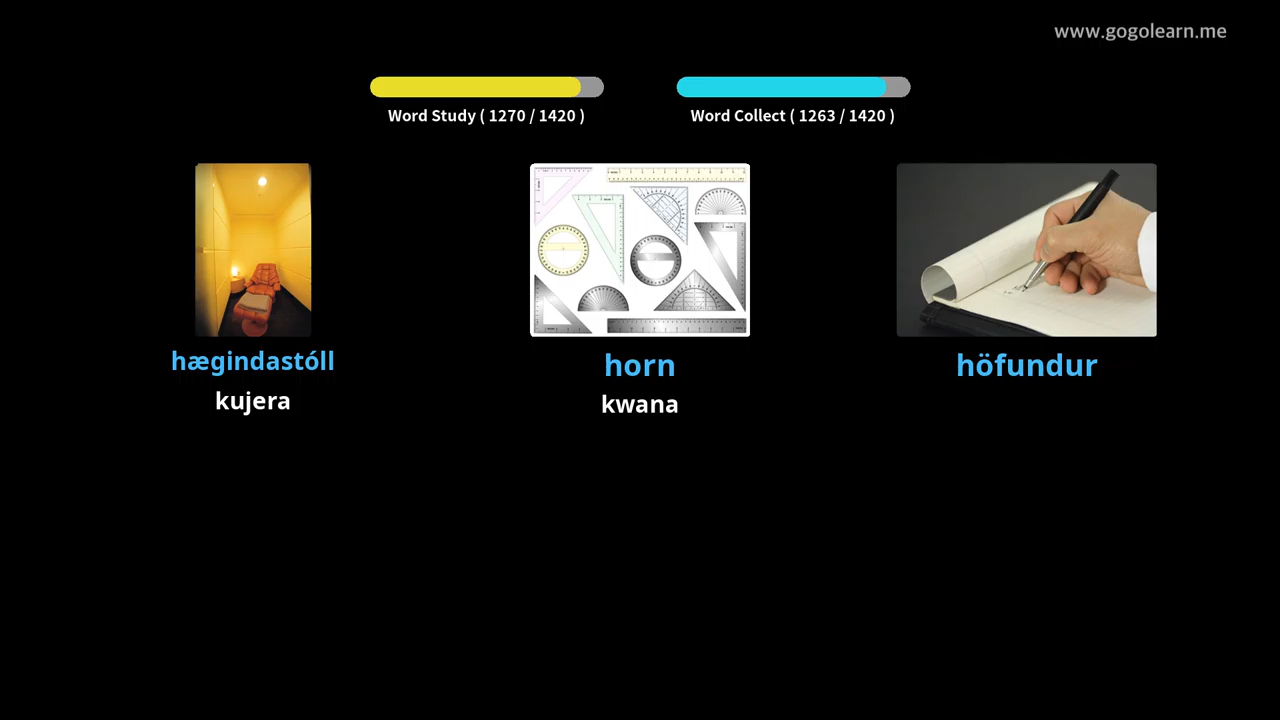 www.gogolearn.me
Word Study ( 1270 / 1420 )
Word Collect ( 1263 / 1420 )
hægindastóll
kujera
horn
kwana
höfundur